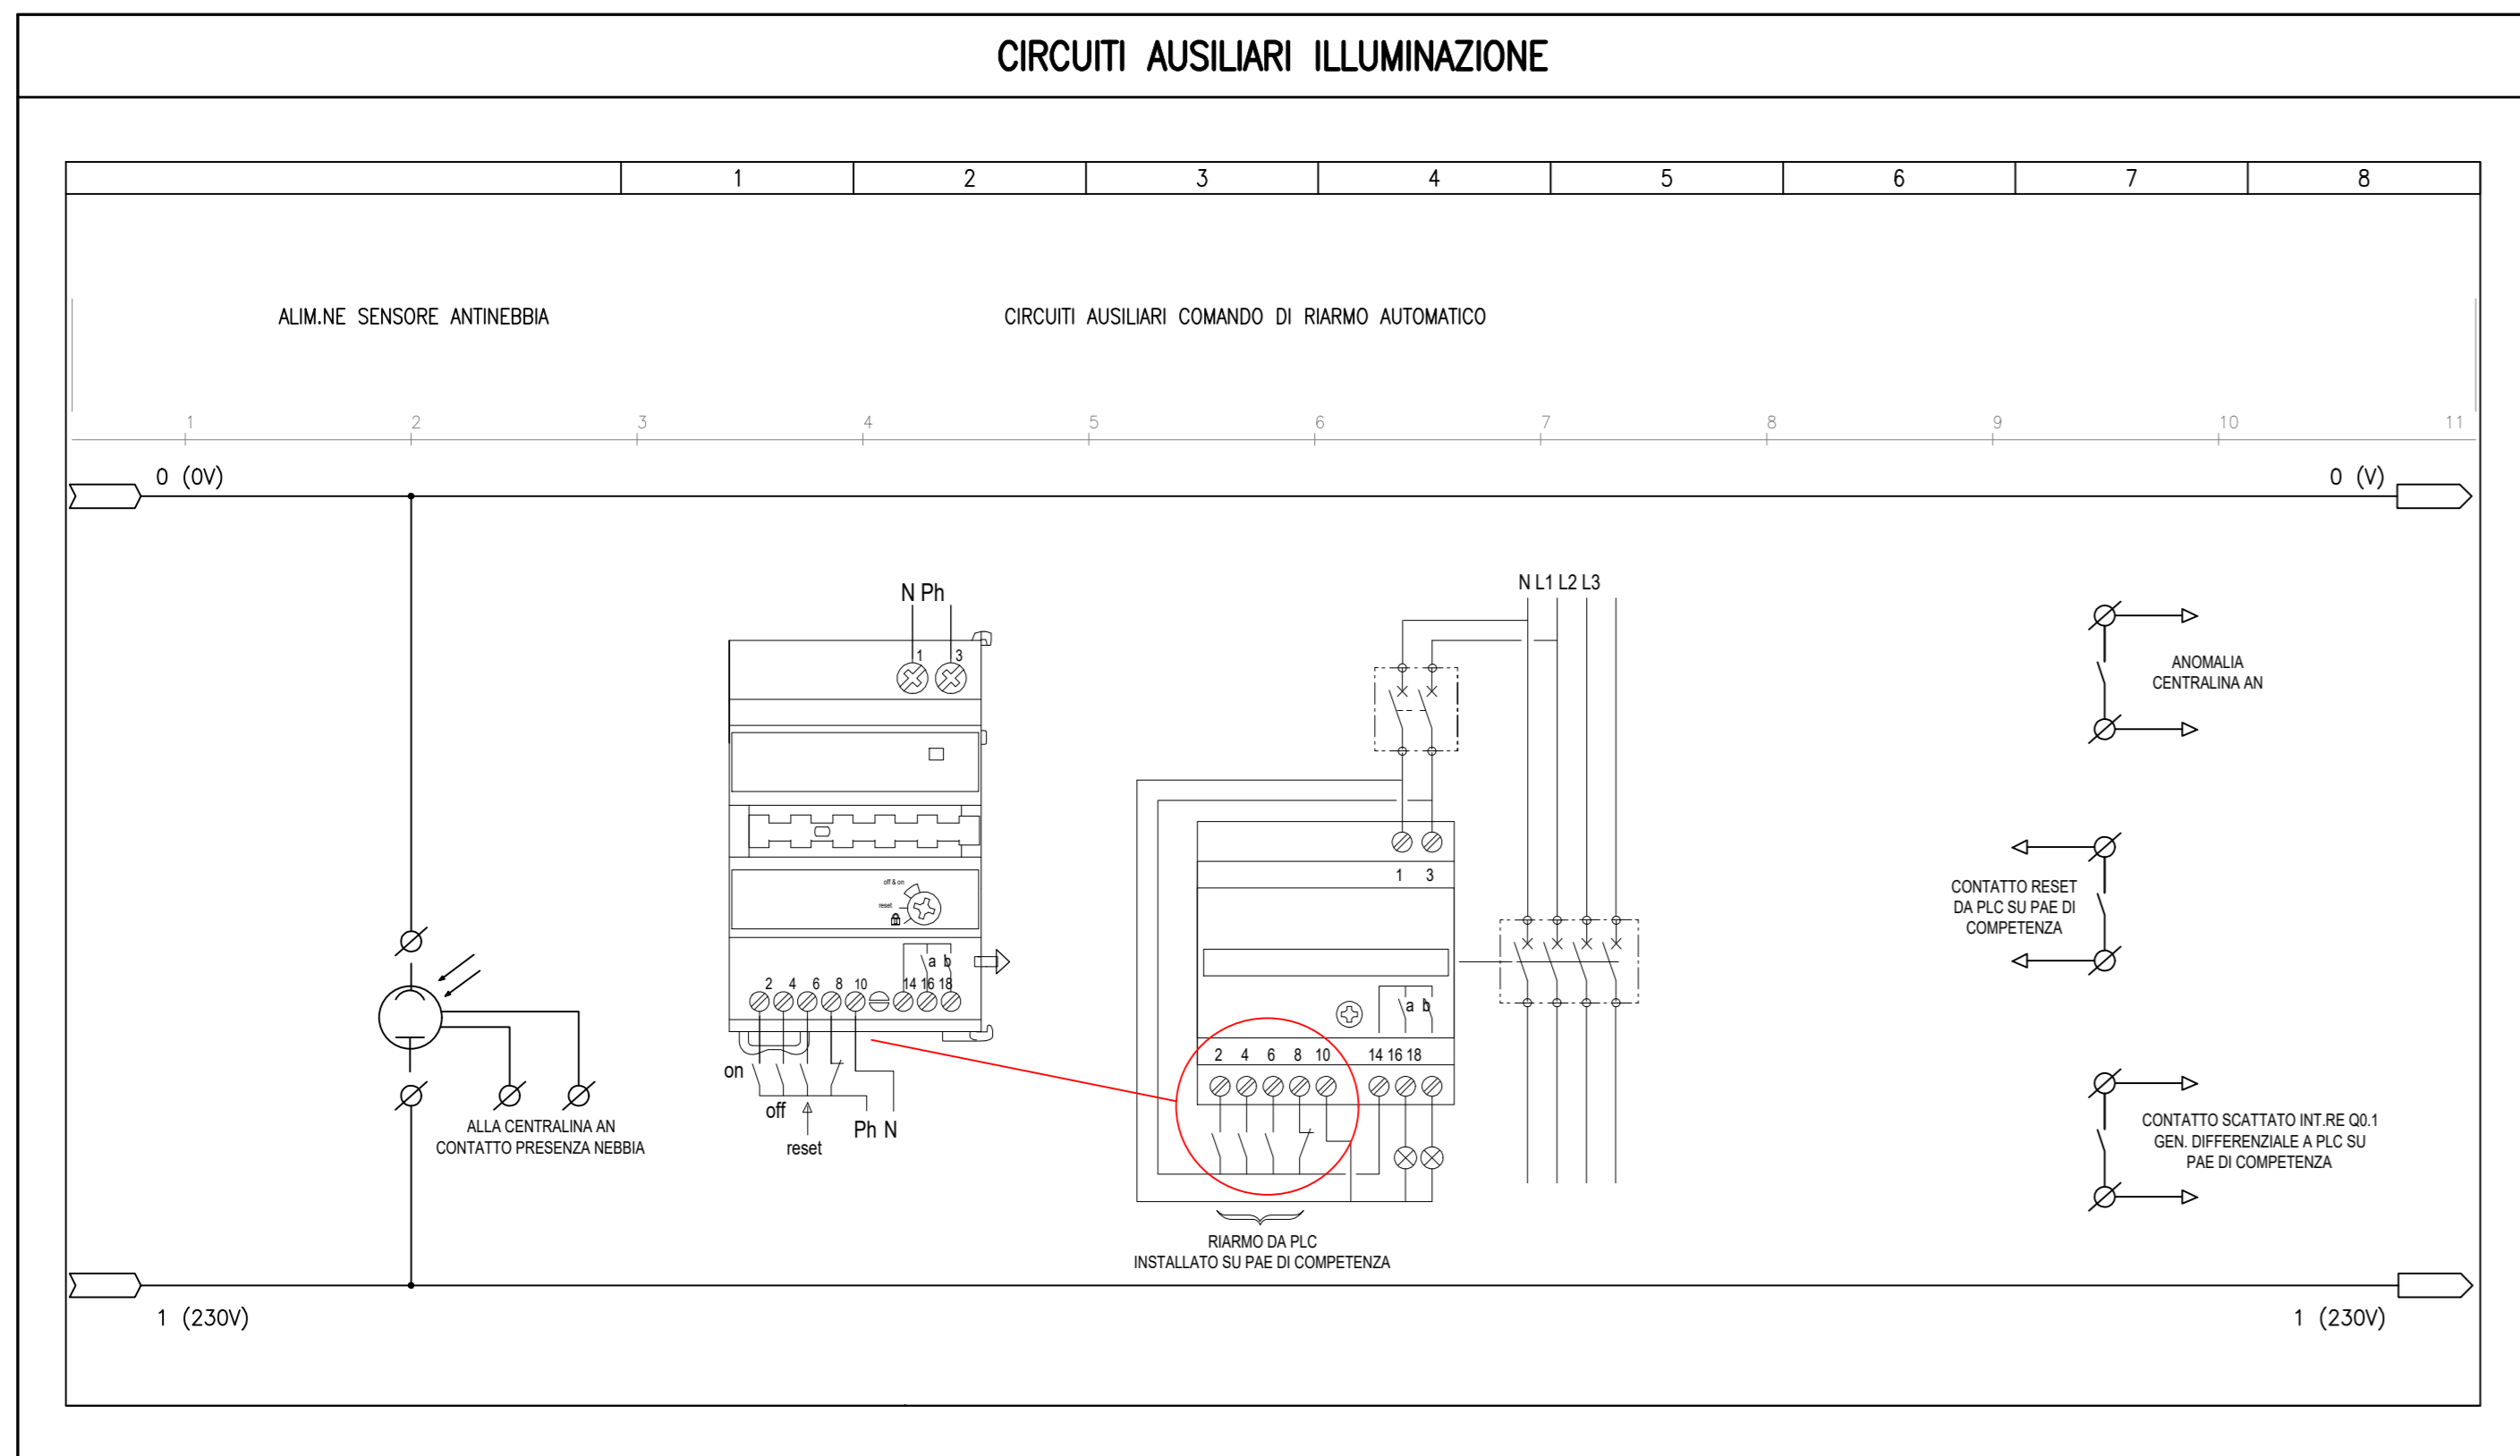 CIRCUITI AUSILIARI ILLUMINAZIONE
1 2 3 4 5 6 7 8
ALIM.NE SENSORE ANTINEBBIA
CIRCUITI AUSILIARI COMANDO DI RIARMO AUTOMATICO
1 2 3 4 5 6 7 8 9 10 11
0 (0V)
0 (V)
N Ph
1 3
off & on
reset
a b
2 4 6 8 10 14 16 18
on
off
reset
Ph N
N L1 L2 L3
1 3
a b
2 4 6 8 10 14 16 18
RIARMO DA PLC
INSTALLATO SU PAE DI COMPETENZA
ALLA CENTRALINA AN
CONTATTO PRESENZA NEBBIA
ANOMALIA
CENTRALINA AN
CONTATTO RESET
DA PLC SU PAE DI
COMPETENZA
CONTATTO SCATTATO INT.RE Q0.1
GEN. DIFFERENZIALE A PLC SU
PAE DI COMPETENZA
1 (230V)
1 (230V)